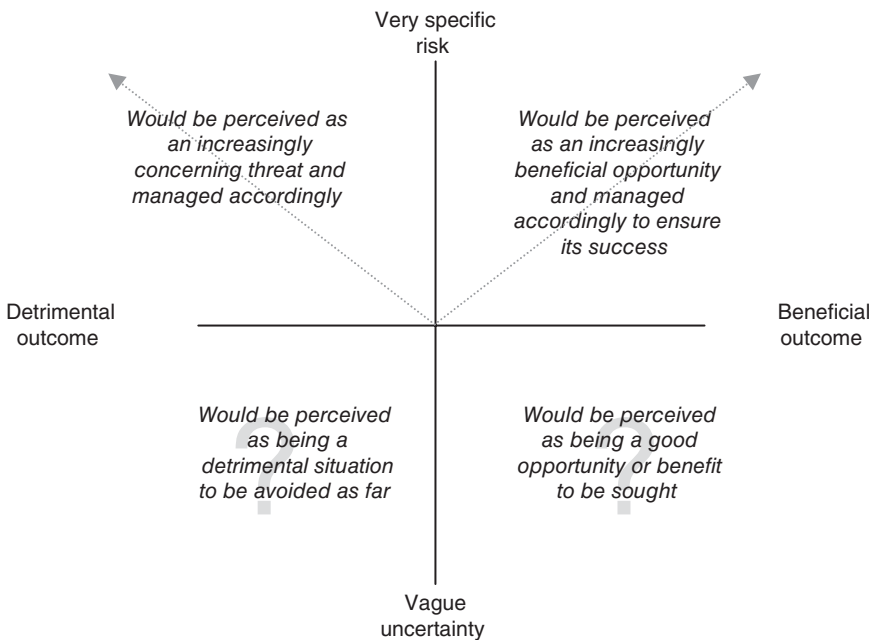 Very specific
risk
Would be perceived as
an increasingly
concerning threat and
managed accordingly
Would be perceived
as an increasingly
beneficial opportunity
and managed
accordingly to ensure
its success
Detrimental
outcome
Beneficial
outcome
Would be perceived
as being a
detrimental situation
to be avoided as far
?
Would be perceived
as being a good
opportunity or benefit
to be sought
?
Vague
uncertainty